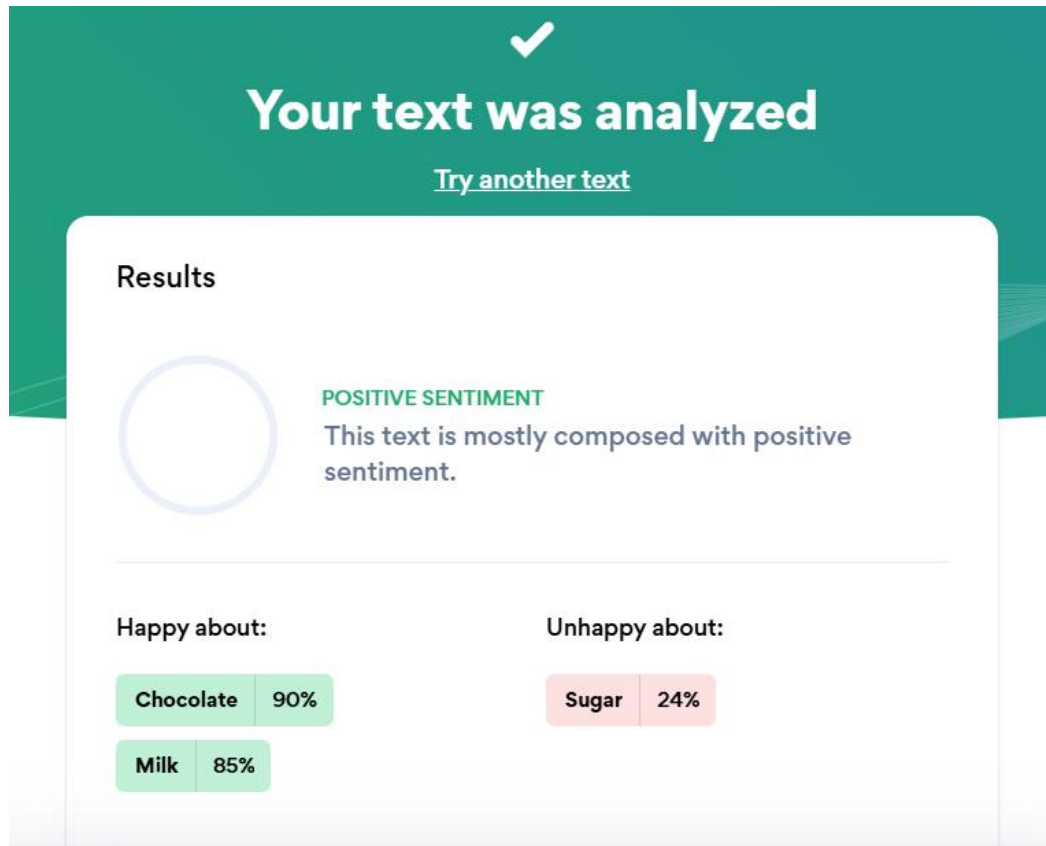 Your text was analyzed
Try another text
Results
POSITIVE SENTIMENT
This text is mostly composed with positive
sentiment.
Happy about:
Chocolate 90%
Milk 85%
Unhappy about:
Sugar 24%